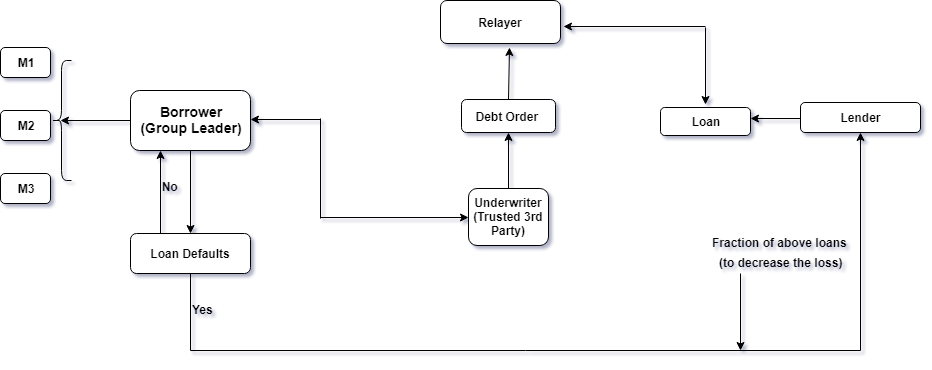 Relayer
M1
Borrower
(Group Leader)
M2
Debt Order
Loan
Lender
M3
No
Underwriter
(Trusted 3rd
Party)
Loan Defaults
Fraction of above loans
(to decrease the loss)
Yes